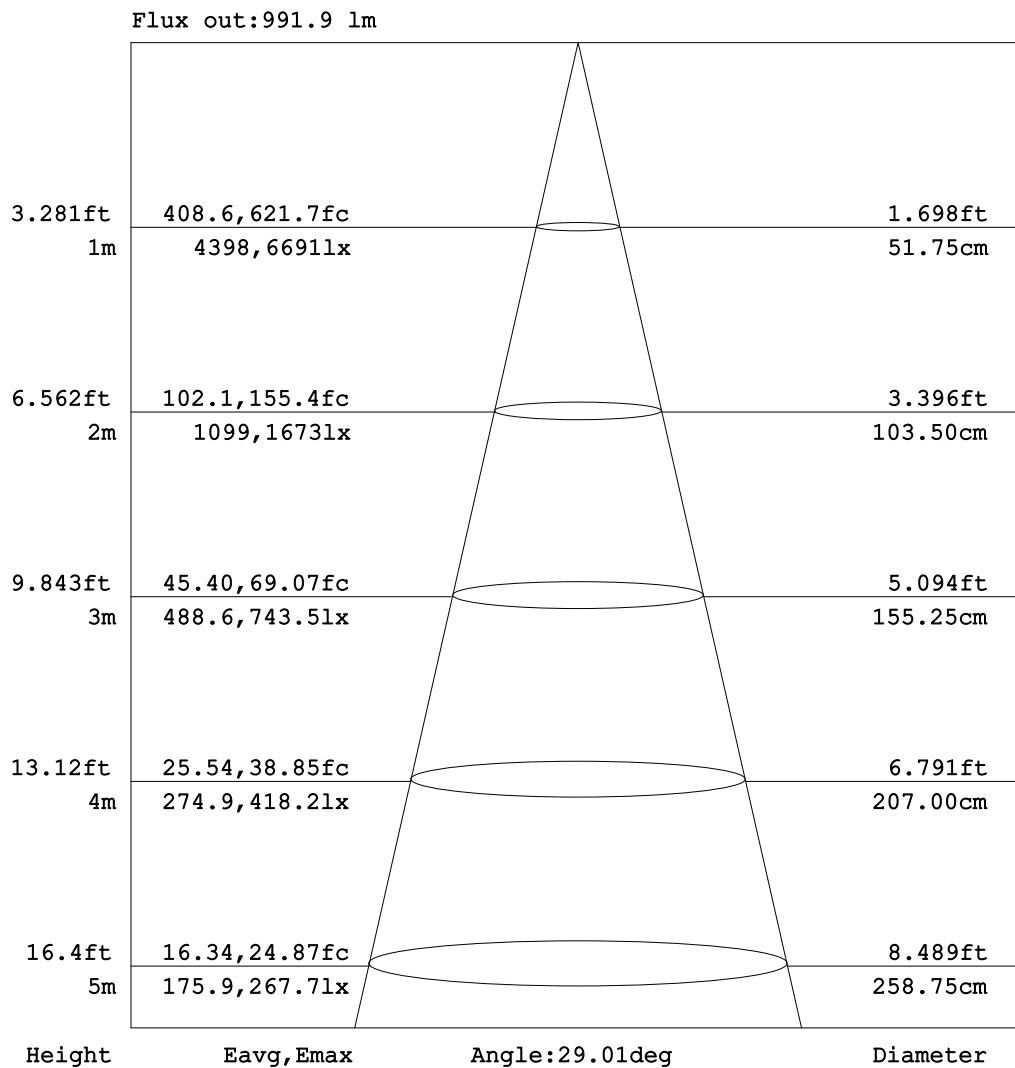 Flux out:991.9 lm
3.281ft 408.6,621.7fc 1.698ft
1m 4398,6691lx 51.75cm
6.562ft 102.1,155.4fc 3.396ft
2m 1099,1673lx 103.50cm
9.843ft 45.40,69.07fc 5.094ft
3m 488.6,743.5lx 155.25cm
13.12ft 25.54,38.85fc 6.791ft
4m 274.9,418.2lx 207.00cm
16.4ft 16.34,24.87fc 8.489ft
5m 175.9,267.7lx 258.75cm
Height Eavg,Emax Angle:29.01deg Diameter